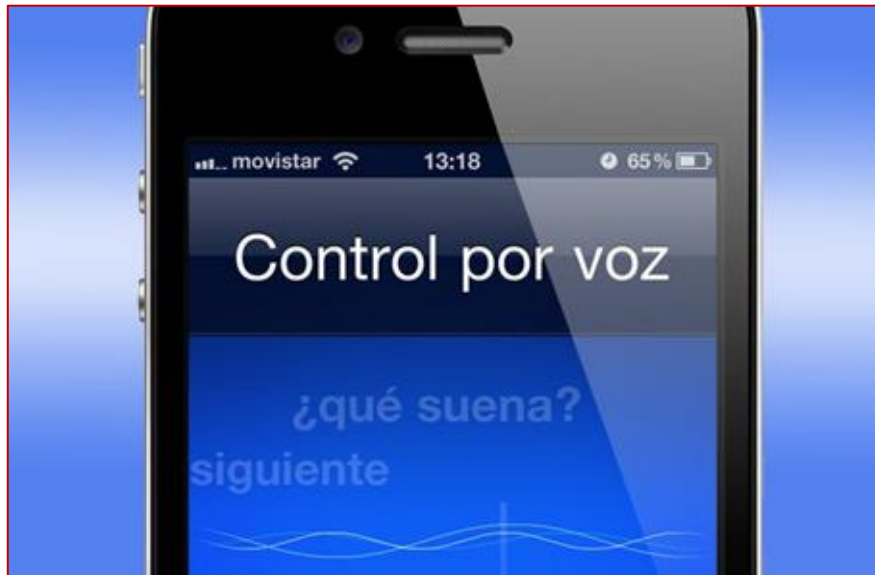 movistar 13:18 65%
Control por voz
¿qué suena?
siguiente